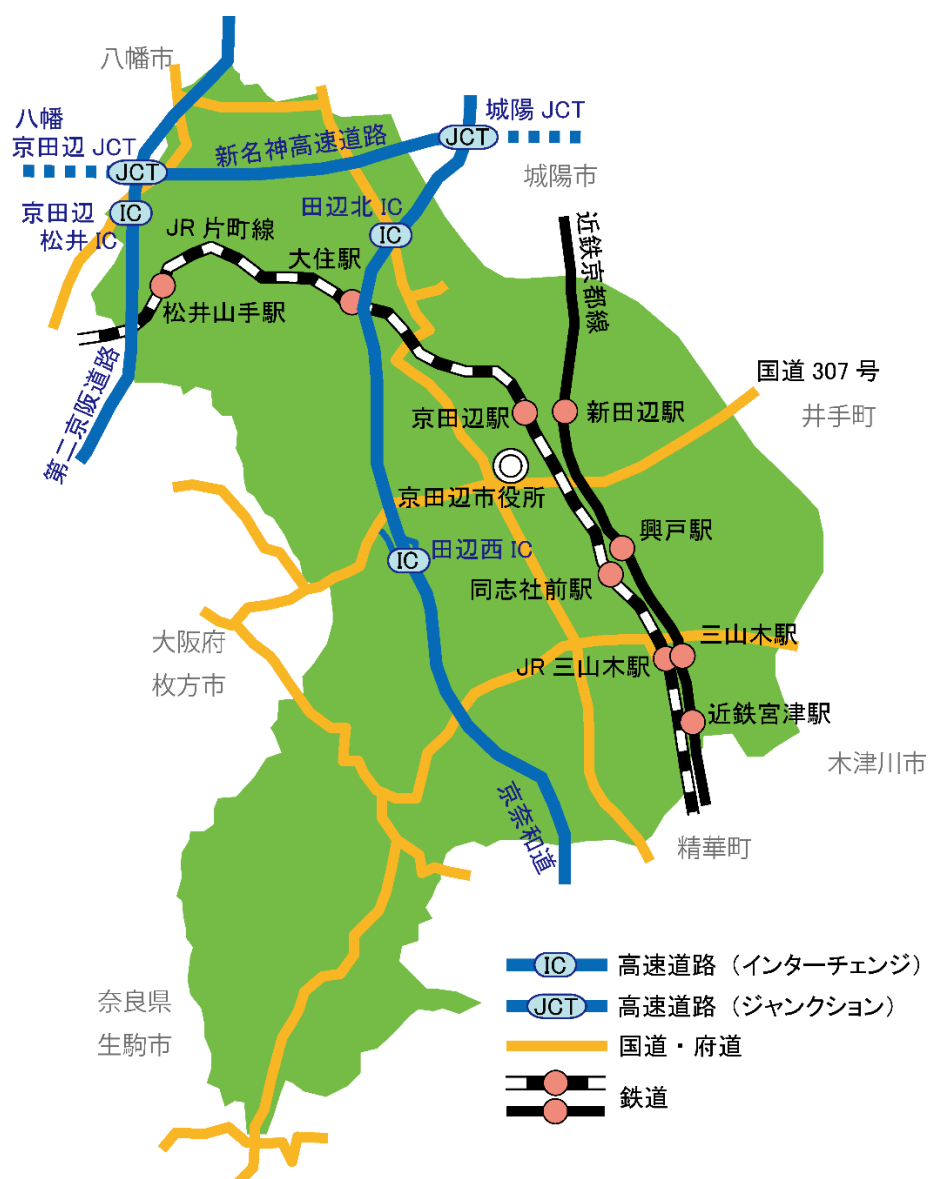 八幡市
八幡
京田辺 JCT
JCT
新名神高速道路
城陽 JCT
JCT
城陽市
京田辺
松井 IC
IC
田辺北 IC
IC
JR 片町線
大住駅
松井山手駅
近鉄京都線
第二京阪道路
国道 307 号
井手町
京田辺駅
新田辺駅
京田辺市役所
興戸駅
田辺西 IC
IC
同志社前駅
大阪府
枚方市
三山木駅
JR 三山木駅
近鉄宮津駅
木津川市
京奈和道
精華町
奈良県
生駒市
IC
高速道路（インターチェンジ）
JCT
高速道路（ジャンクション）
国道・府道
鉄道